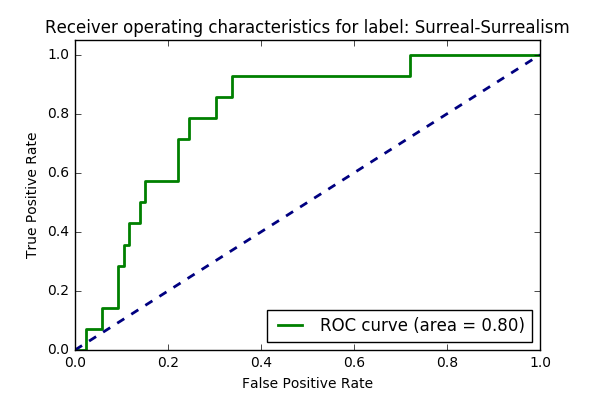 Receiver operating characteristics for label: Surreal-Surrealism
1.0
0.8
0.6
0.4
0.2
0.0
True Positive Rate
ROC curve (area = 0.80)
0.0 0.2 0.4 0.6 0.8 1.0
False Positive Rate